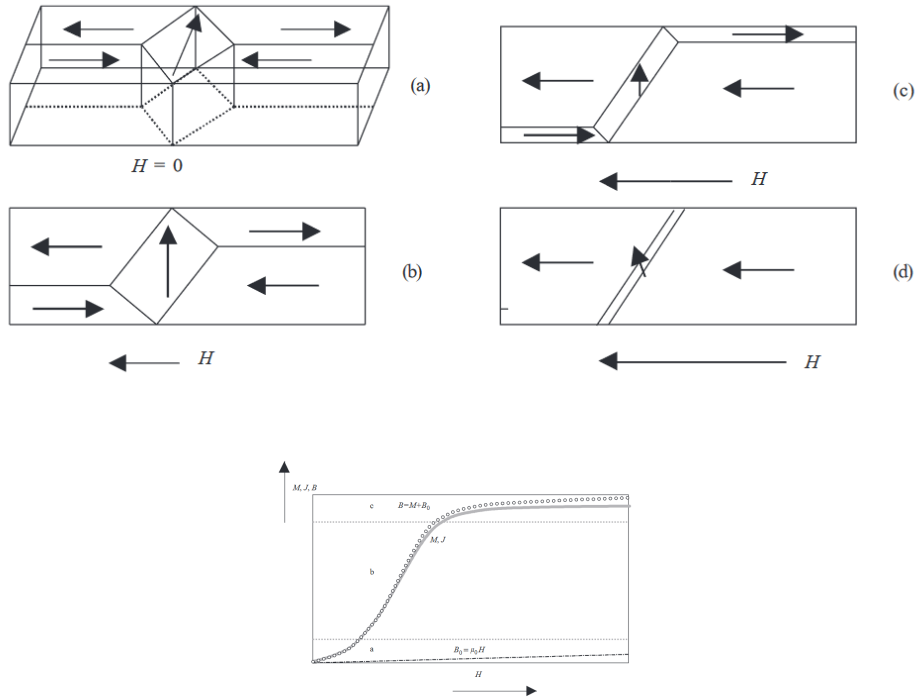 (a)
H = 0
(b)
H
(c)
H
(d)
H
M, J, B
c
B=M+B₀
M, J
b
a
B₀=μ₀H
H